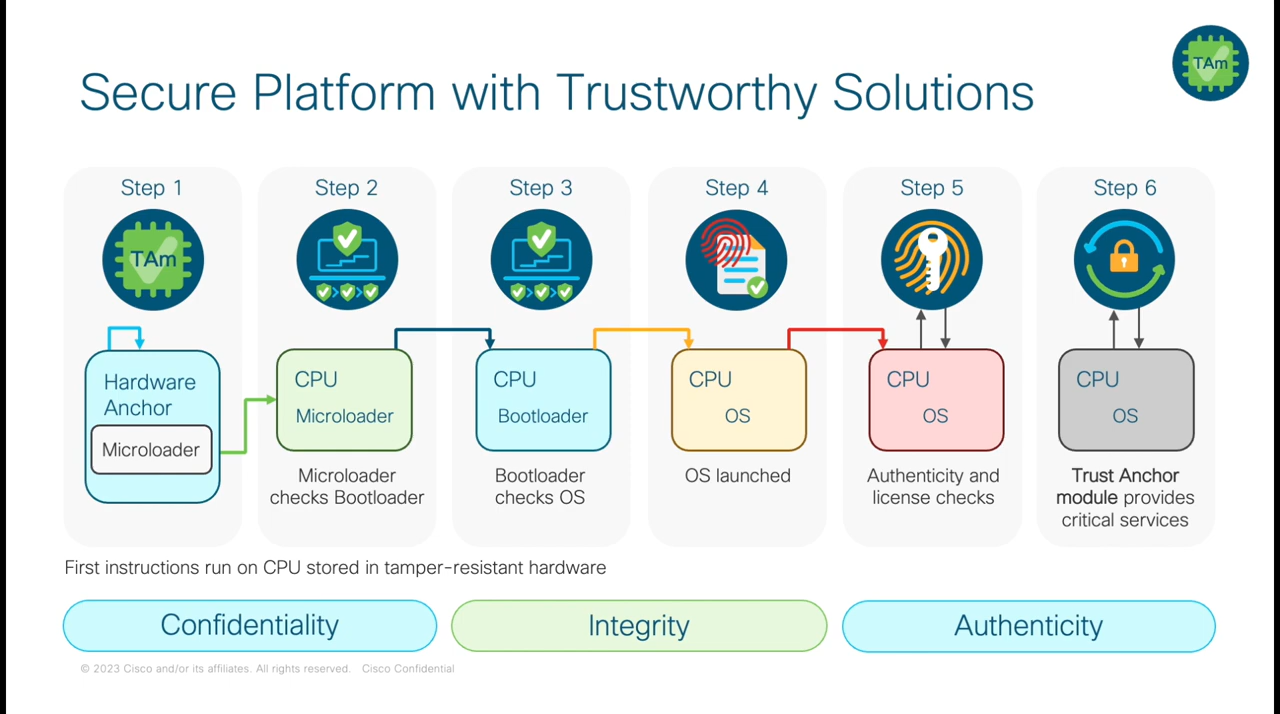 TAm
Secure Platform with Trustworthy Solutions
Step 1
TAm
Hardware
Anchor
Microloader
Step 2
CPU
Microloader
Microloader
checks Bootloader
Step 3
CPU
Bootloader
Bootloader
checks OS
Step 4
CPU
OS
OS launched
Step 5
CPU
OS
Authenticity and
license checks
Step 6
CPU
OS
Trust Anchor
module provides
critical services
First instructions run on CPU stored in tamper-resistant hardware
Confidentiality
Integrity
Authenticity
© 2023 Cisco and/or its affiliates. All rights reserved. Cisco Confidential